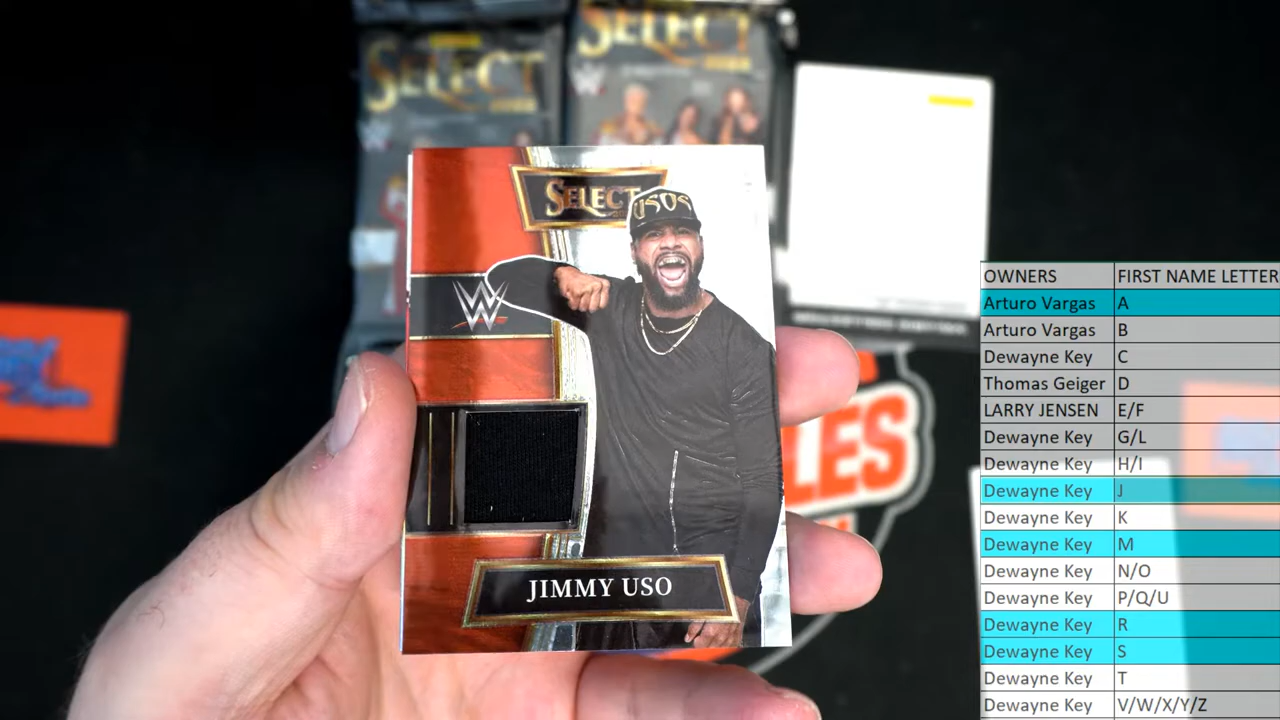 SELECT
SELECT
SELECT
USOS
W
JIMMY USO
LES
OWNERS FIRST NAME LETTER
Arturo Vargas A
Arturo Vargas B
Dewayne Key C
Thomas Geiger D
LARRY JENSEN E/F
Dewayne Key G/L
Dewayne Key H/I
Dewayne Key J
Dewayne Key K
Dewayne Key M
Dewayne Key N/O
Dewayne Key P/Q/U
Dewayne Key R
Dewayne Key S
Dewayne Key T
Dewayne Key V/W/X/Y/Z